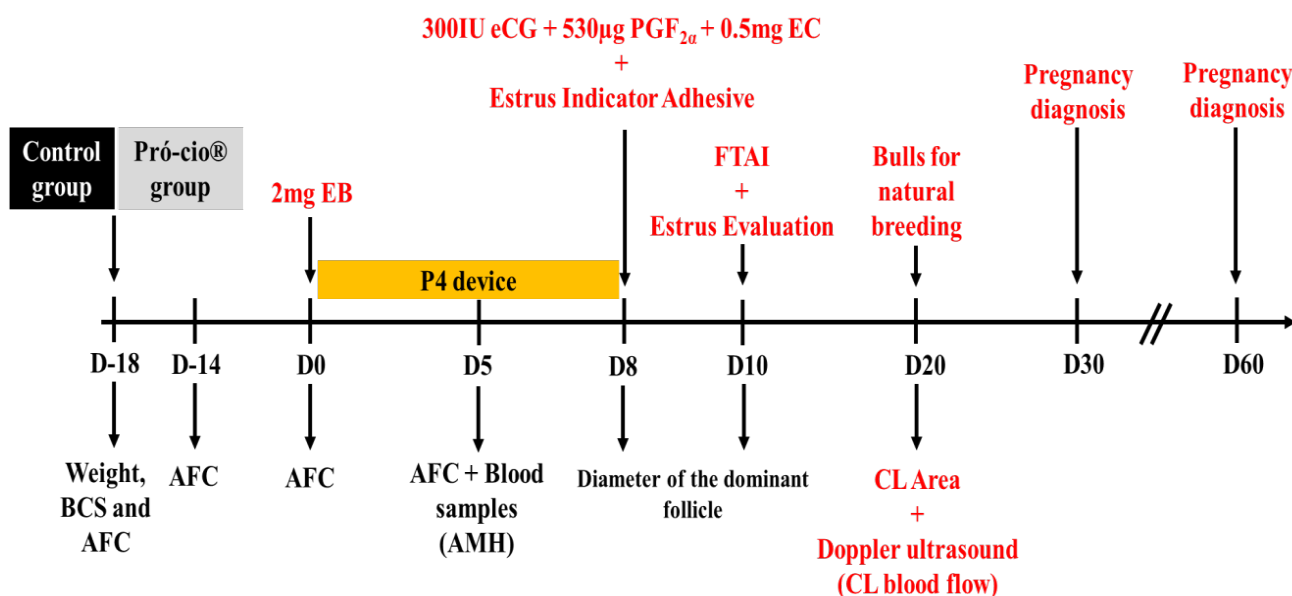 300IU eCG + 530µg PGF2α + 0.5mg EC
+
Estrus Indicator Adhesive
Pregnancy
diagnosis
Pregnancy
diagnosis
Control
group
Pró-cio®
group
2mg EB
FTAI
+
Estrus Evaluation
Bulls for
natural
breeding
P4 device
D-18
D-14
D0
D5
D8
D10
D20
D30
D60
Weight,
BCS and
AFC
AFC
AFC
AFC + Blood
samples
(AMH)
Diameter of the dominant
follicle
CL Area
+
Doppler ultrasound
(CL blood flow)